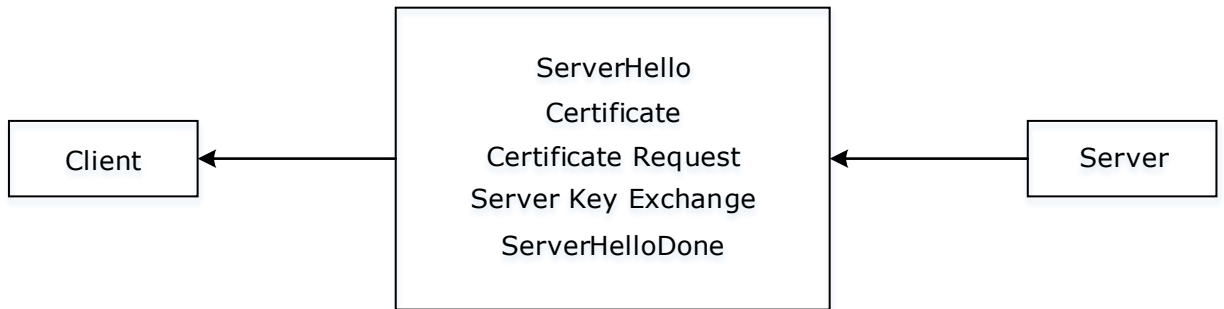 ServerHello
Certificate
Client
Certificate Request
Server
Server Key Exchange
ServerHelloDone